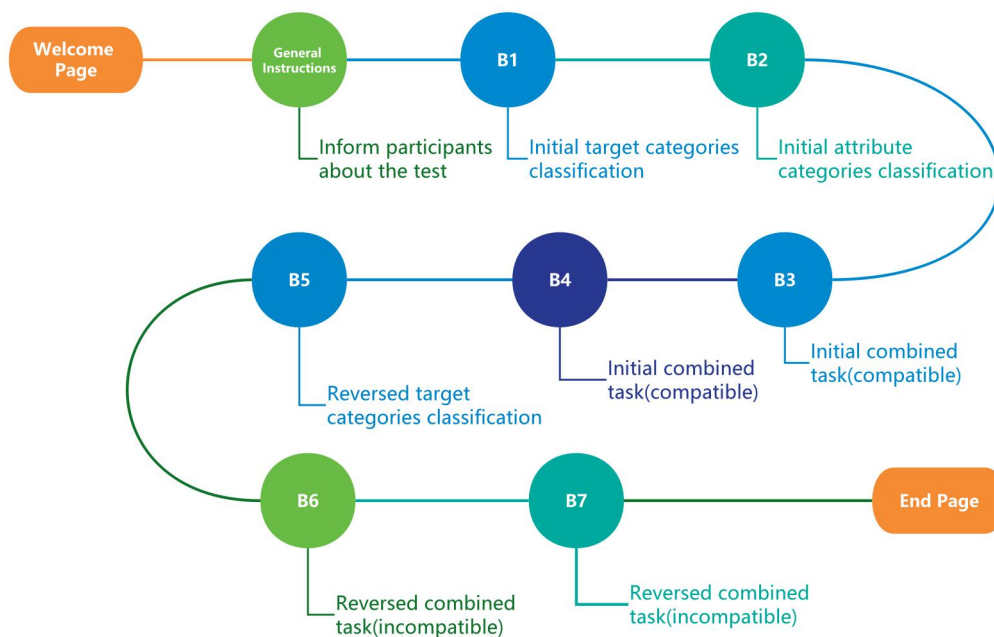 Welcome
Page
General
Instructions
B1
B2
Inform participants
about the test
Initial target categories
classification
Initial attribute
categories classification
B5
B4
B3
Reversed target
categories classification
Initial combined
task(compatible)
Initial combined
task(compatible)
B6
B7
End Page
Reversed combined
task(incompatible)
Reversed combined
task(incompatible)